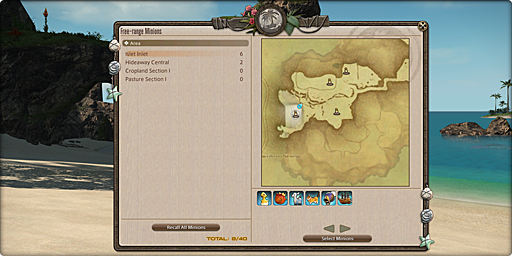 Free-range Minions
Area
Islet Inlet 6
Hideaway Central 2
Cropland Section I 0
Pasture Section I 0
Recall All Minions
TOTAL: 8/40
Select Minions